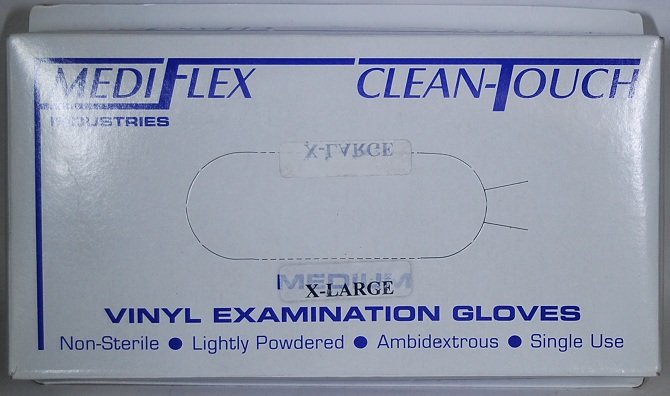 MEDIFLEX CLEAN-TOUCH
INDUSTRIES
X-LARGE
MEDIUM
X-LARGE
VINYL EXAMINATION GLOVES
Non-Sterile ● Lightly Powdered ● Ambidextrous ● Single Use